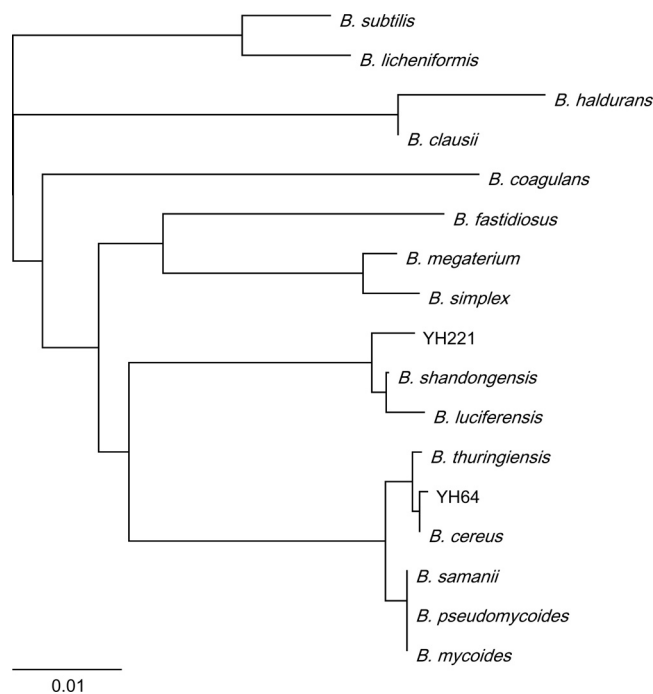 B. subtilis
B. licheniformis
B. haldurans
B. clausii
B. coagulans
B. fastidiosus
B. megaterium
B. simplex
YH221
B. shandongensis
B. luciferensis
B. thuringiensis
YH64
B. cereus
B. samanii
B. pseudomycoides
B. mycoides
0.01